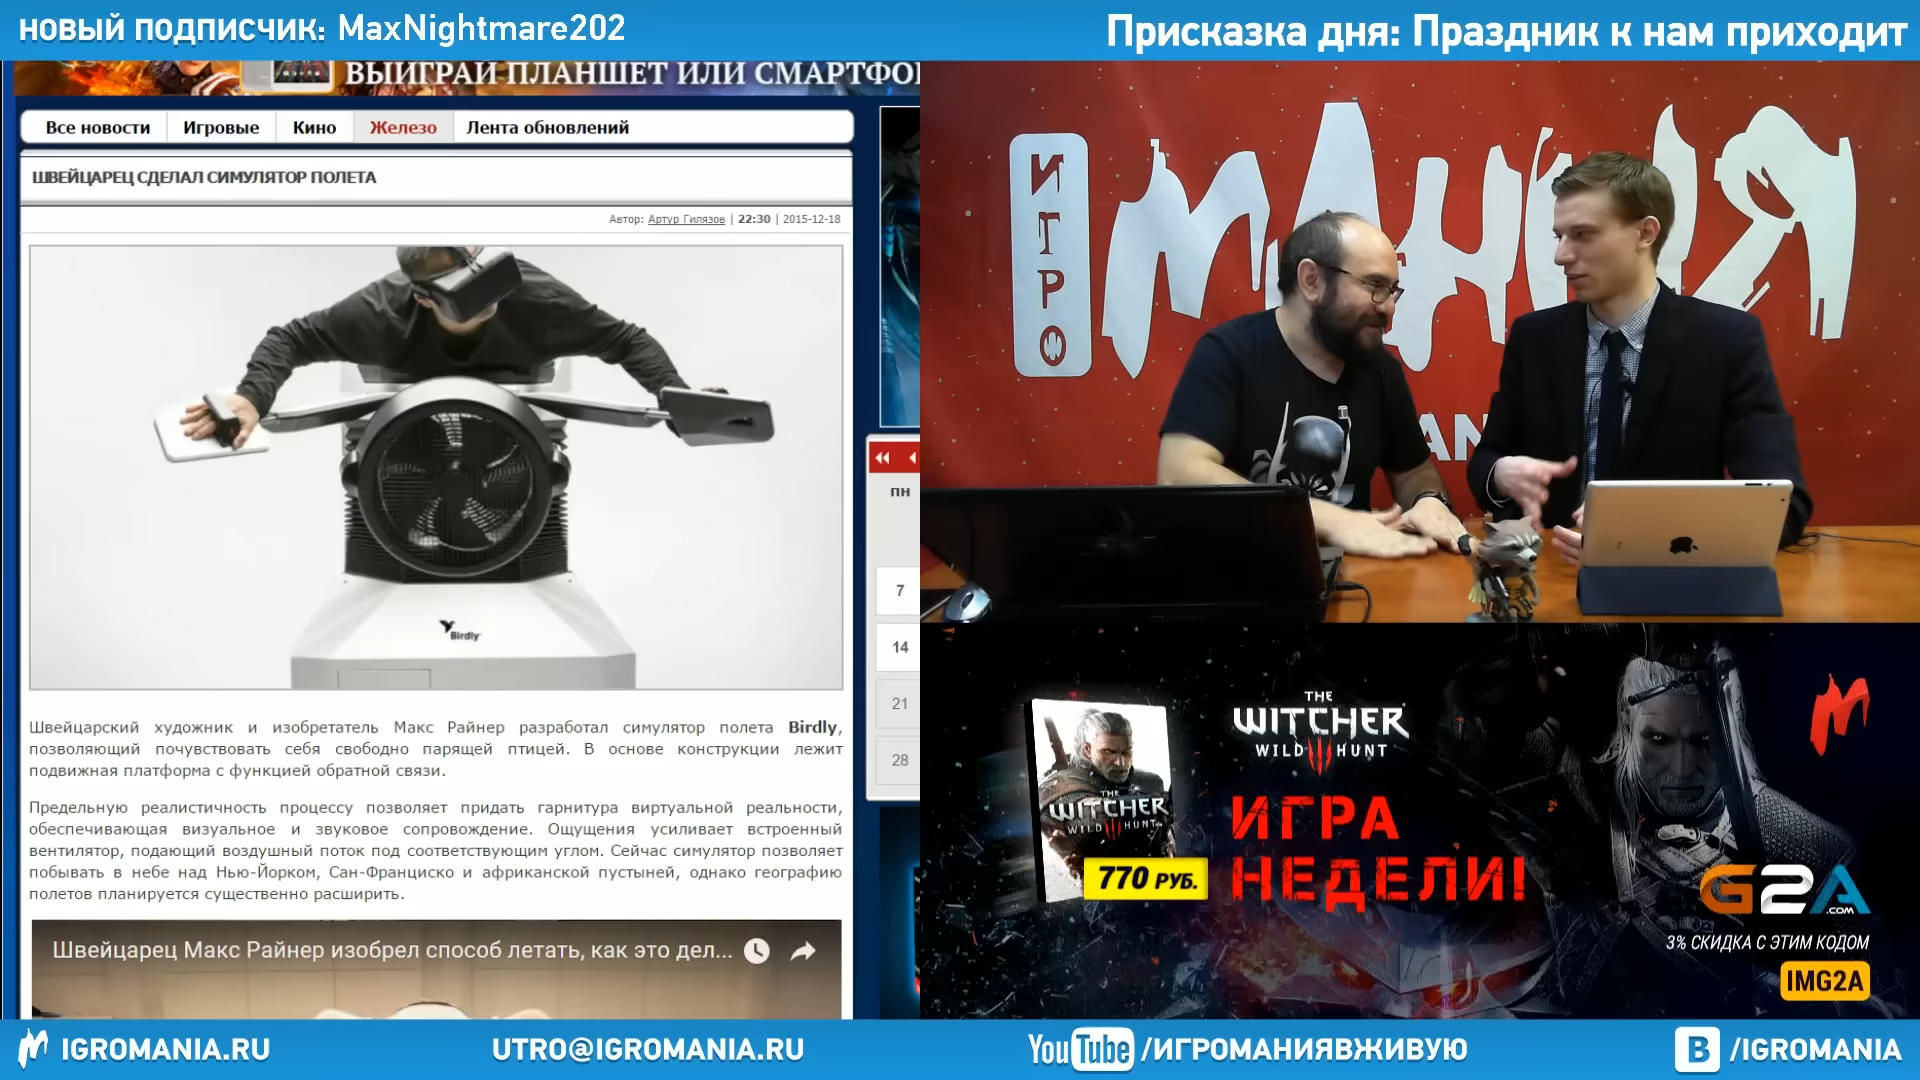 НОВЫЙ ПОДПИСЧИК: MaxNightmare202
Присказка дня: Праздник к нам приходит
ВЫИГРАЙ ПЛАНШЕТ ИЛИ СМАРТФО
Все новости Игровые Кино Железо Лента обновлений
ШВЕЙЦАРЕЦ СДЕЛАЛ СИМУЛЯТОР ПОЛЕТА
Автор: Артур Гилязов | 22:30 | 2015-12-18
Birdly
Швейцарский художник и изобретатель Макс Райнер разработал симулятор полета Birdly,
позволяющий почувствовать себя свободно парящей птицей. В основе конструкции лежит
подвижная платформа с функцией обратной связи.
Предельную реалистичность процессу позволяет придать гарнитура виртуальной реальности,
обеспечивающая визуальное и звуковое сопровождение. Ощущения усиливает встроенный
вентилятор, подающий воздушный поток под соответствующим углом. Сейчас симулятор позволяет
побывать в небе над Нью-Йорком, Сан-Франциско и африканской пустыней, однако географию
полетов планируется существенно расширить.
Швейцарец Макс Райнер изобрел способ летать, как это дел...
пн
7
14
21
28
ИГРО
МАНИЯ
AN
THE
WITCHER
WILD HUNT
THE
WITCHER
WILD HUNT
770 РУБ.
ИГРА
НЕДЕЛИ!
G2A
.COM
3% СКИДКА С ЭТИМ КОДОМ
IMG2A
IGROMANIA.RU
UTRO@IGROMANIA.RU
YouTube /ИГРОМАНИЯВЖИВУЮ
B /IGROMANIA